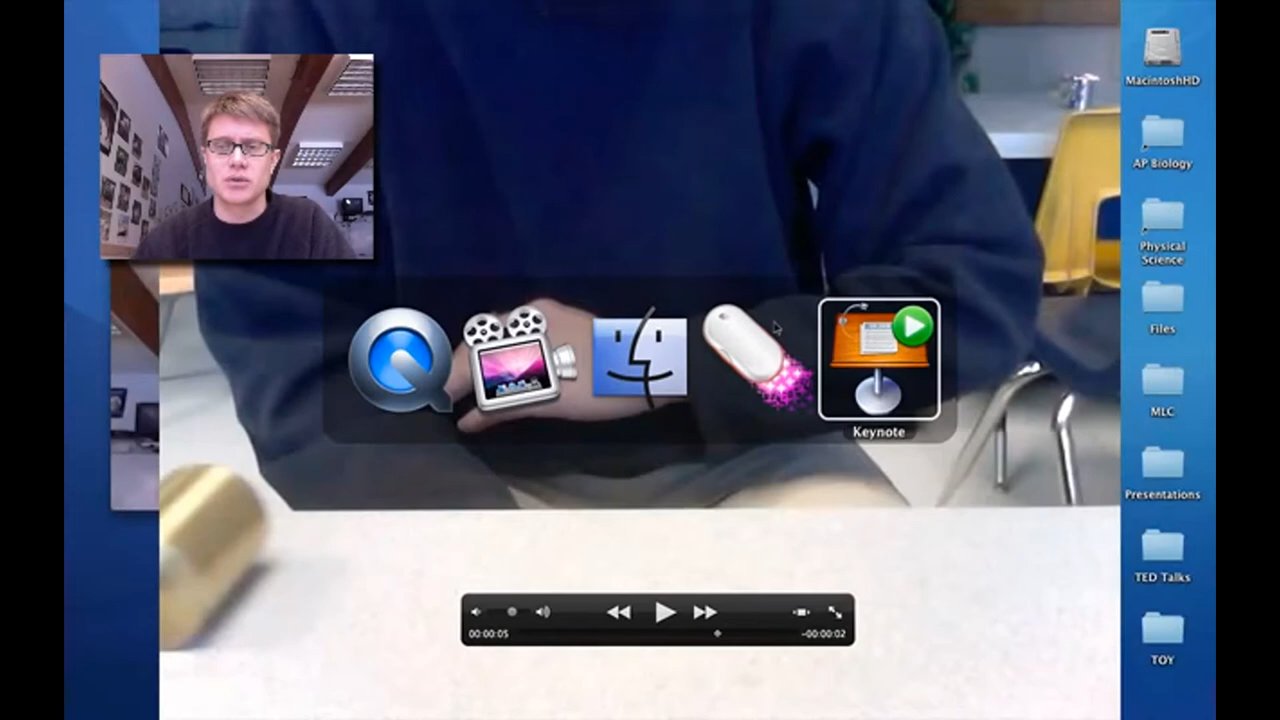 MacintoshHD
AP Biology
Physical
Science
Files
MLC
Presentations
TED Talks
TOY
Keynote
00:00:05
-00:00:02